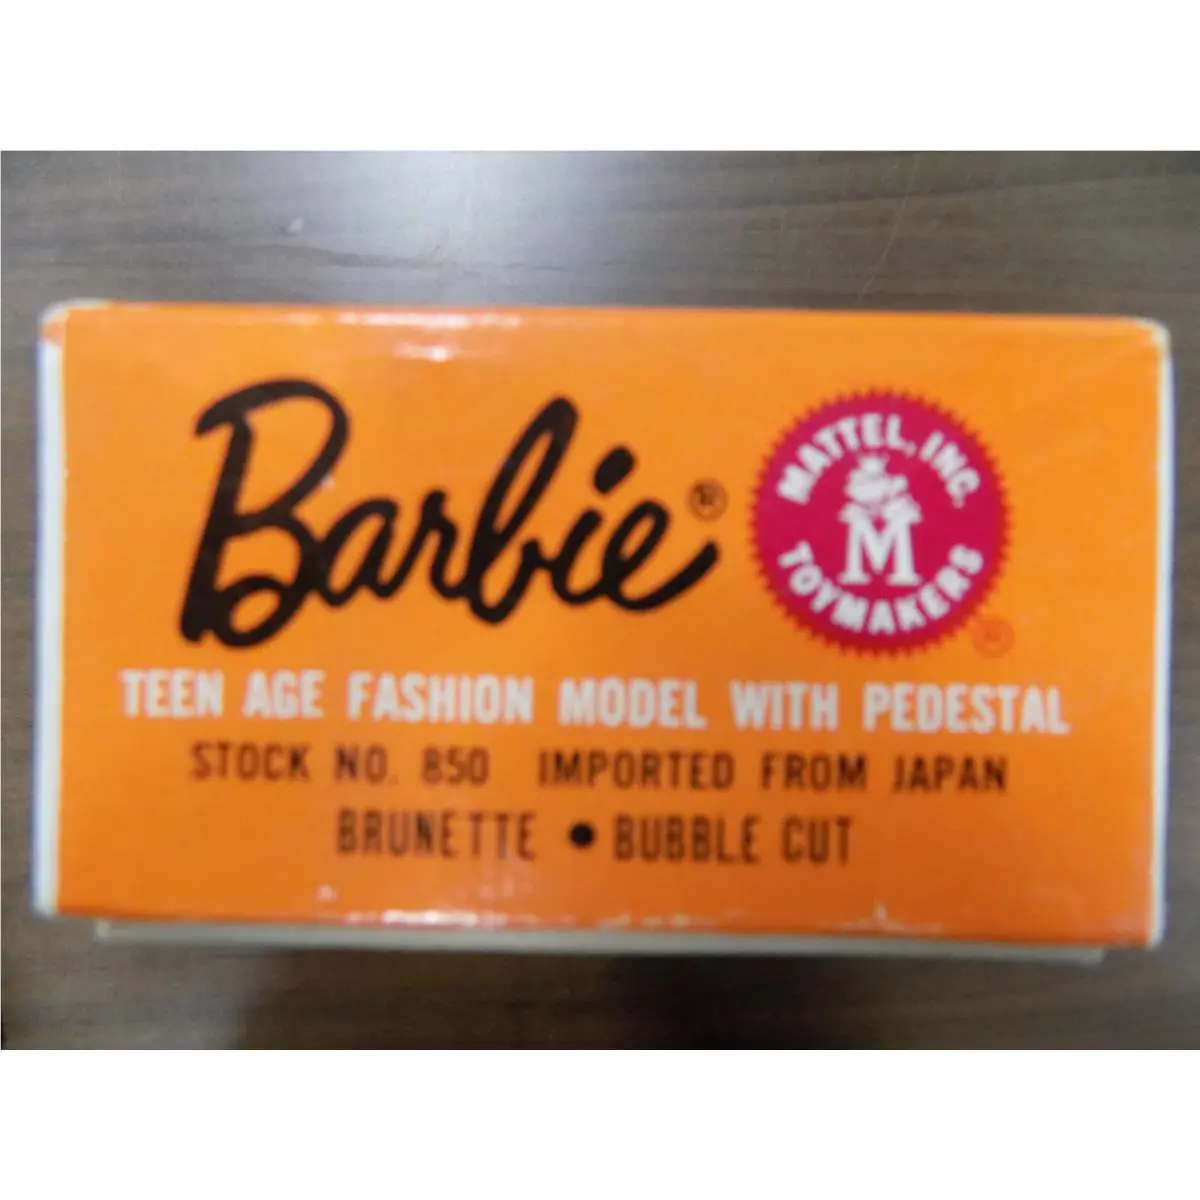 Barbie®
MATTEL, INC.
M
TOYMAKERS
®
TEEN AGE FASHION MODEL WITH PEDESTAL
STOCK NO. 850 IMPORTED FROM JAPAN
BRUNETTE • BUBBLE CUT